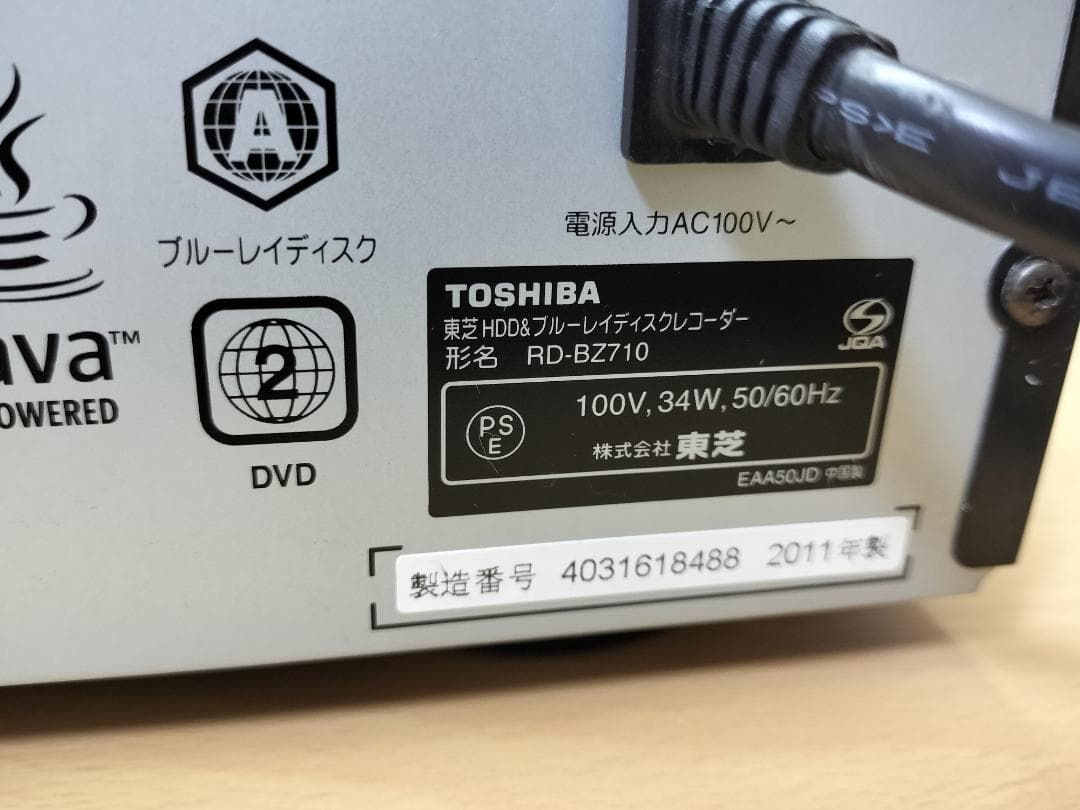 A
ブルーレイディスク
ava™
OWERED
2
DVD
電源入力AC100V～
TOSHIBA
東芝HDD&ブルーレイディスクレコーダー
形名 RD-BZ710
JQA
PS
E
100V, 34W, 50/60Hz
株式会社 東芝
EAA50JD 中国製
製造番号 4031618488 2011年製